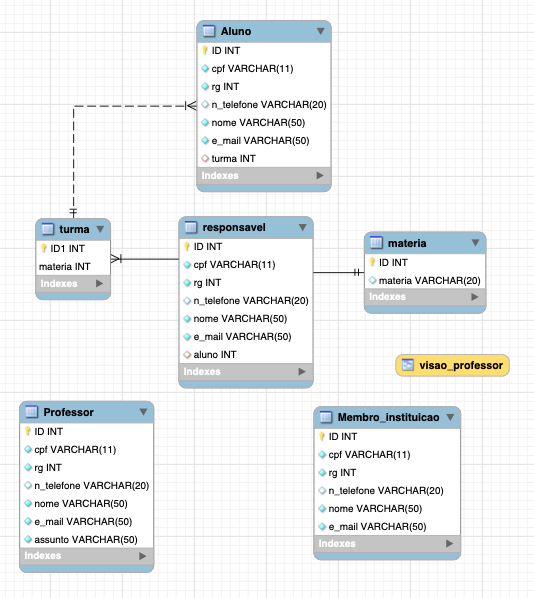 Aluno
ID INT
cpf VARCHAR(11)
rg INT
n_telefone VARCHAR(20)
nome VARCHAR(50)
e_mail VARCHAR(50)
turma INT
Indexes
turma
ID1 INT
materia INT
Indexes
responsavel
ID INT
cpf VARCHAR(11)
rg INT
n_telefone VARCHAR(20)
nome VARCHAR(50)
e_mail VARCHAR(50)
aluno INT
Indexes
materia
ID INT
materia VARCHAR(20)
Indexes
visao_professor
Professor
ID INT
cpf VARCHAR(11)
rg INT
n_telefone VARCHAR(20)
nome VARCHAR(50)
e_mail VARCHAR(50)
assunto VARCHAR(50)
Indexes
Membro_instituicao
ID INT
cpf VARCHAR(11)
rg INT
n_telefone VARCHAR(20)
nome VARCHAR(50)
e_mail VARCHAR(50)
Indexes